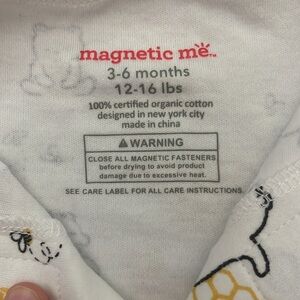 magnetic me™
3-6 months
12-16 lbs
100% certified organic cotton
designed in new york city
made in china
⚠ WARNING
CLOSE ALL MAGNETIC FASTENERS
before drying to avoid product
damage due to excessive heat.
SEE CARE LABEL FOR ALL CARE INSTRUCTIONS.